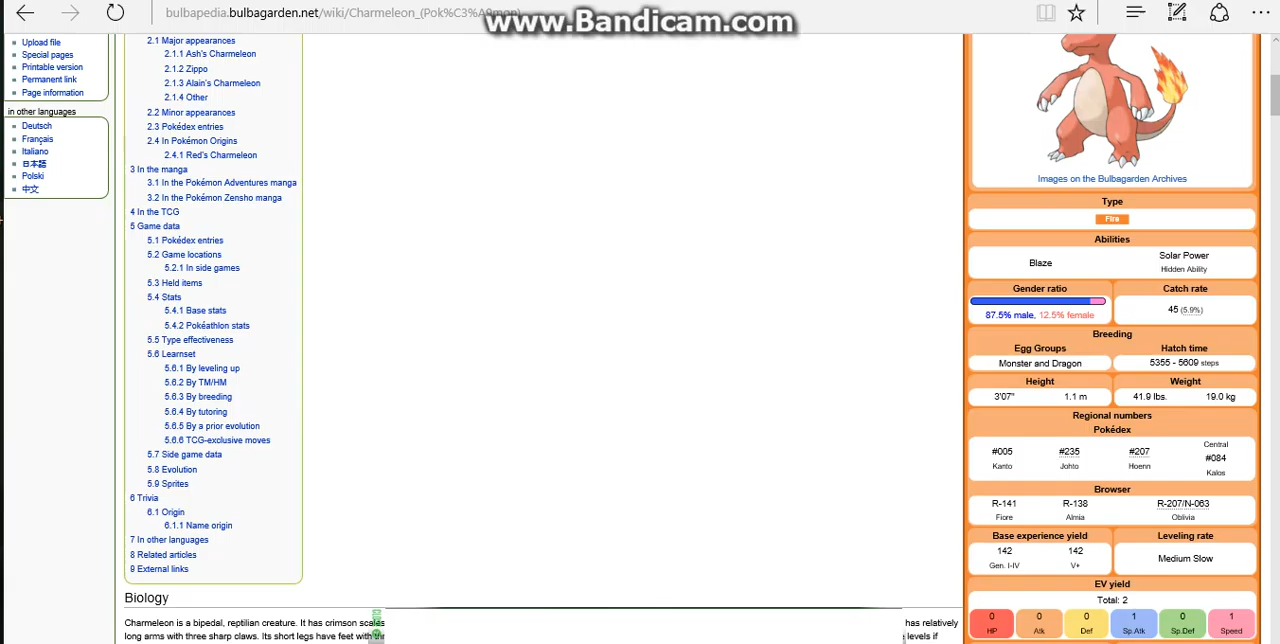 bulbapedia.bulbagarden.net/wiki/Charmeleon_(Pok%C3%A9mon)
www.Bandicam.com
Upload file
Special pages
Printable version
Permanent link
Page information
in other languages
Deutsch
Français
Italiano
日本語
Polski
中文
2.1 Major appearances
2.1.1 Ash's Charmeleon
2.1.2 Zippo
2.1.3 Alain's Charmeleon
2.1.4 Other
2.2 Minor appearances
2.3 Pokédex entries
2.4 In Pokémon Origins
2.4.1 Red's Charmeleon
3 In the manga
3.1 In the Pokémon Adventures manga
3.2 In the Pokémon Zensho manga
4 In the TCG
5 Game data
5.1 Pokédex entries
5.2 Game locations
5.2.1 In side games
5.3 Held items
5.4 Stats
5.4.1 Base stats
5.4.2 Pokéathlon stats
5.5 Type effectiveness
5.6 Learnset
5.6.1 By leveling up
5.6.2 By TM/HM
5.6.3 By breeding
5.6.4 By tutoring
5.6.5 By a prior evolution
5.6.6 TCG-exclusive moves
5.7 Side game data
5.8 Evolution
5.9 Sprites
6 Trivia
6.1 Origin
6.1.1 Name origin
7 In other languages
8 Related articles
9 External links
Biology
Charmeleon is a bipedal, reptilian creature. It has crimson scales has relatively
long arms with three sharp claws. Its short legs have feet with levels if
Images on the Bulbagarden Archives
Type
Fire
Abilities
Blaze
Solar Power
Hidden Ability
Gender ratio
87.5% male, 12.5% female
Catch rate
45 (5.9%)
Breeding
Egg Groups
Monster and Dragon
Hatch time
5355 - 5609 steps
Height
3'07" 1.1 m
Weight
41.9 lbs. 19.0 kg
Regional numbers
Pokédex
#005
Kanto
#235
Johto
#207
Hoenn
Central
#084
Kalos
Browser
R-141
Fiore
R-138
Almia
R-207/N-063
Oblivia
Base experience yield
142
Gen. I-IV
142
V+
Leveling rate
Medium Slow
EV yield
Total: 2
0
HP
0
Atk
0
Def
1
Sp.Atk
0
Sp.Def
1
Speed